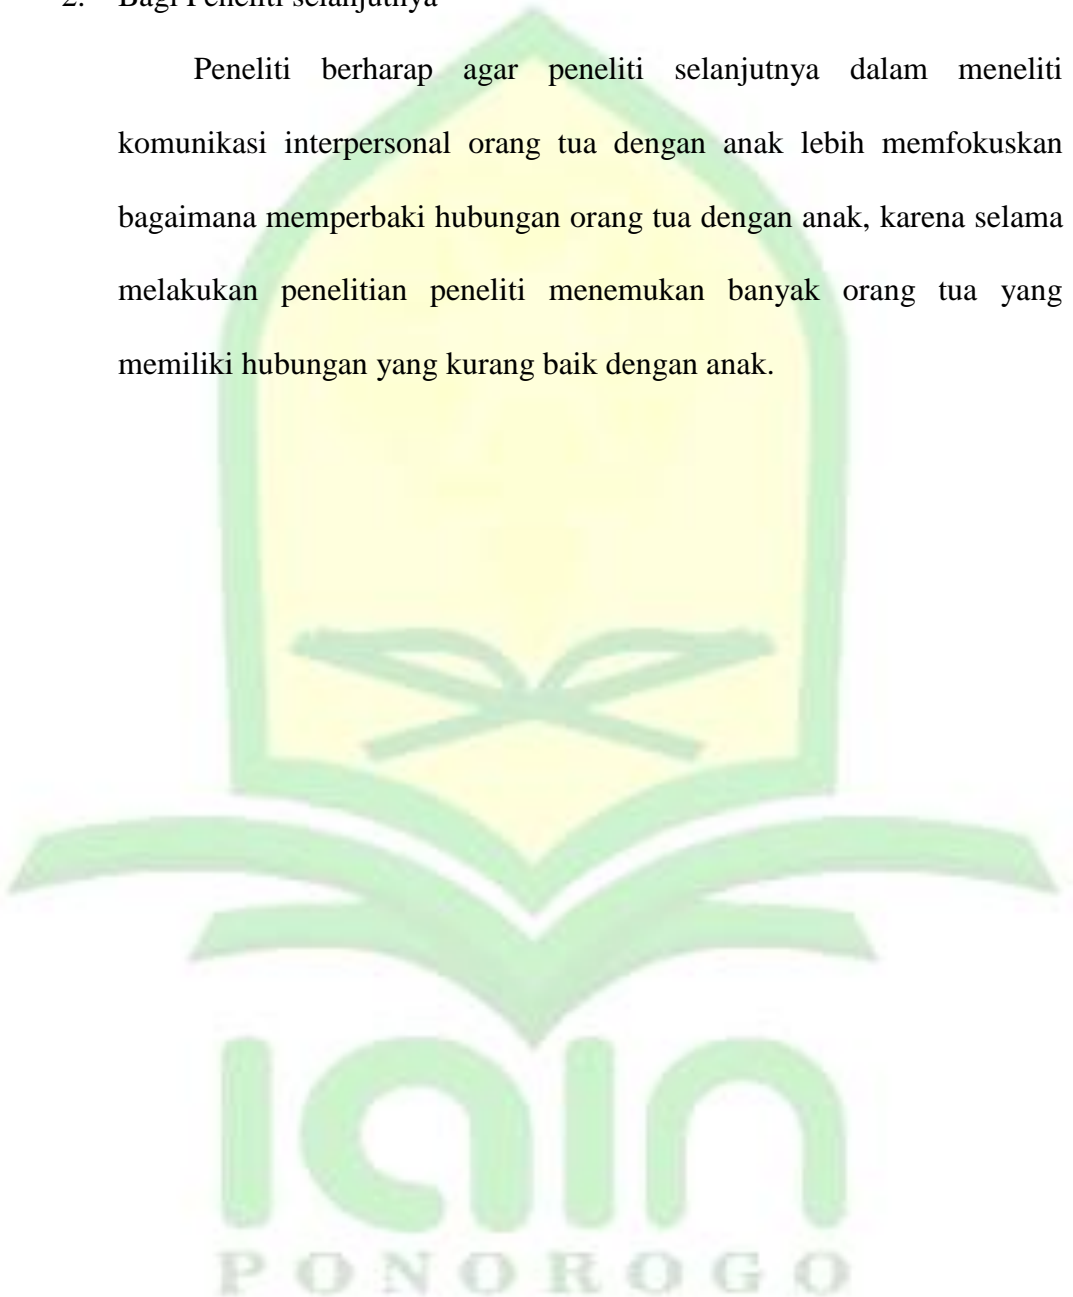 2. Bagi Peneliti selanjutnya
Peneliti berharap agar peneliti selanjutnya dalam meneliti
komunikasi interpersonal orang tua dengan anak lebih memfokuskan
bagaimana memperbaki hubungan orang tua dengan anak, karena selama
melakukan penelitian peneliti menemukan banyak orang tua yang
memiliki hubungan yang kurang baik dengan anak.
iain
PONOROGO